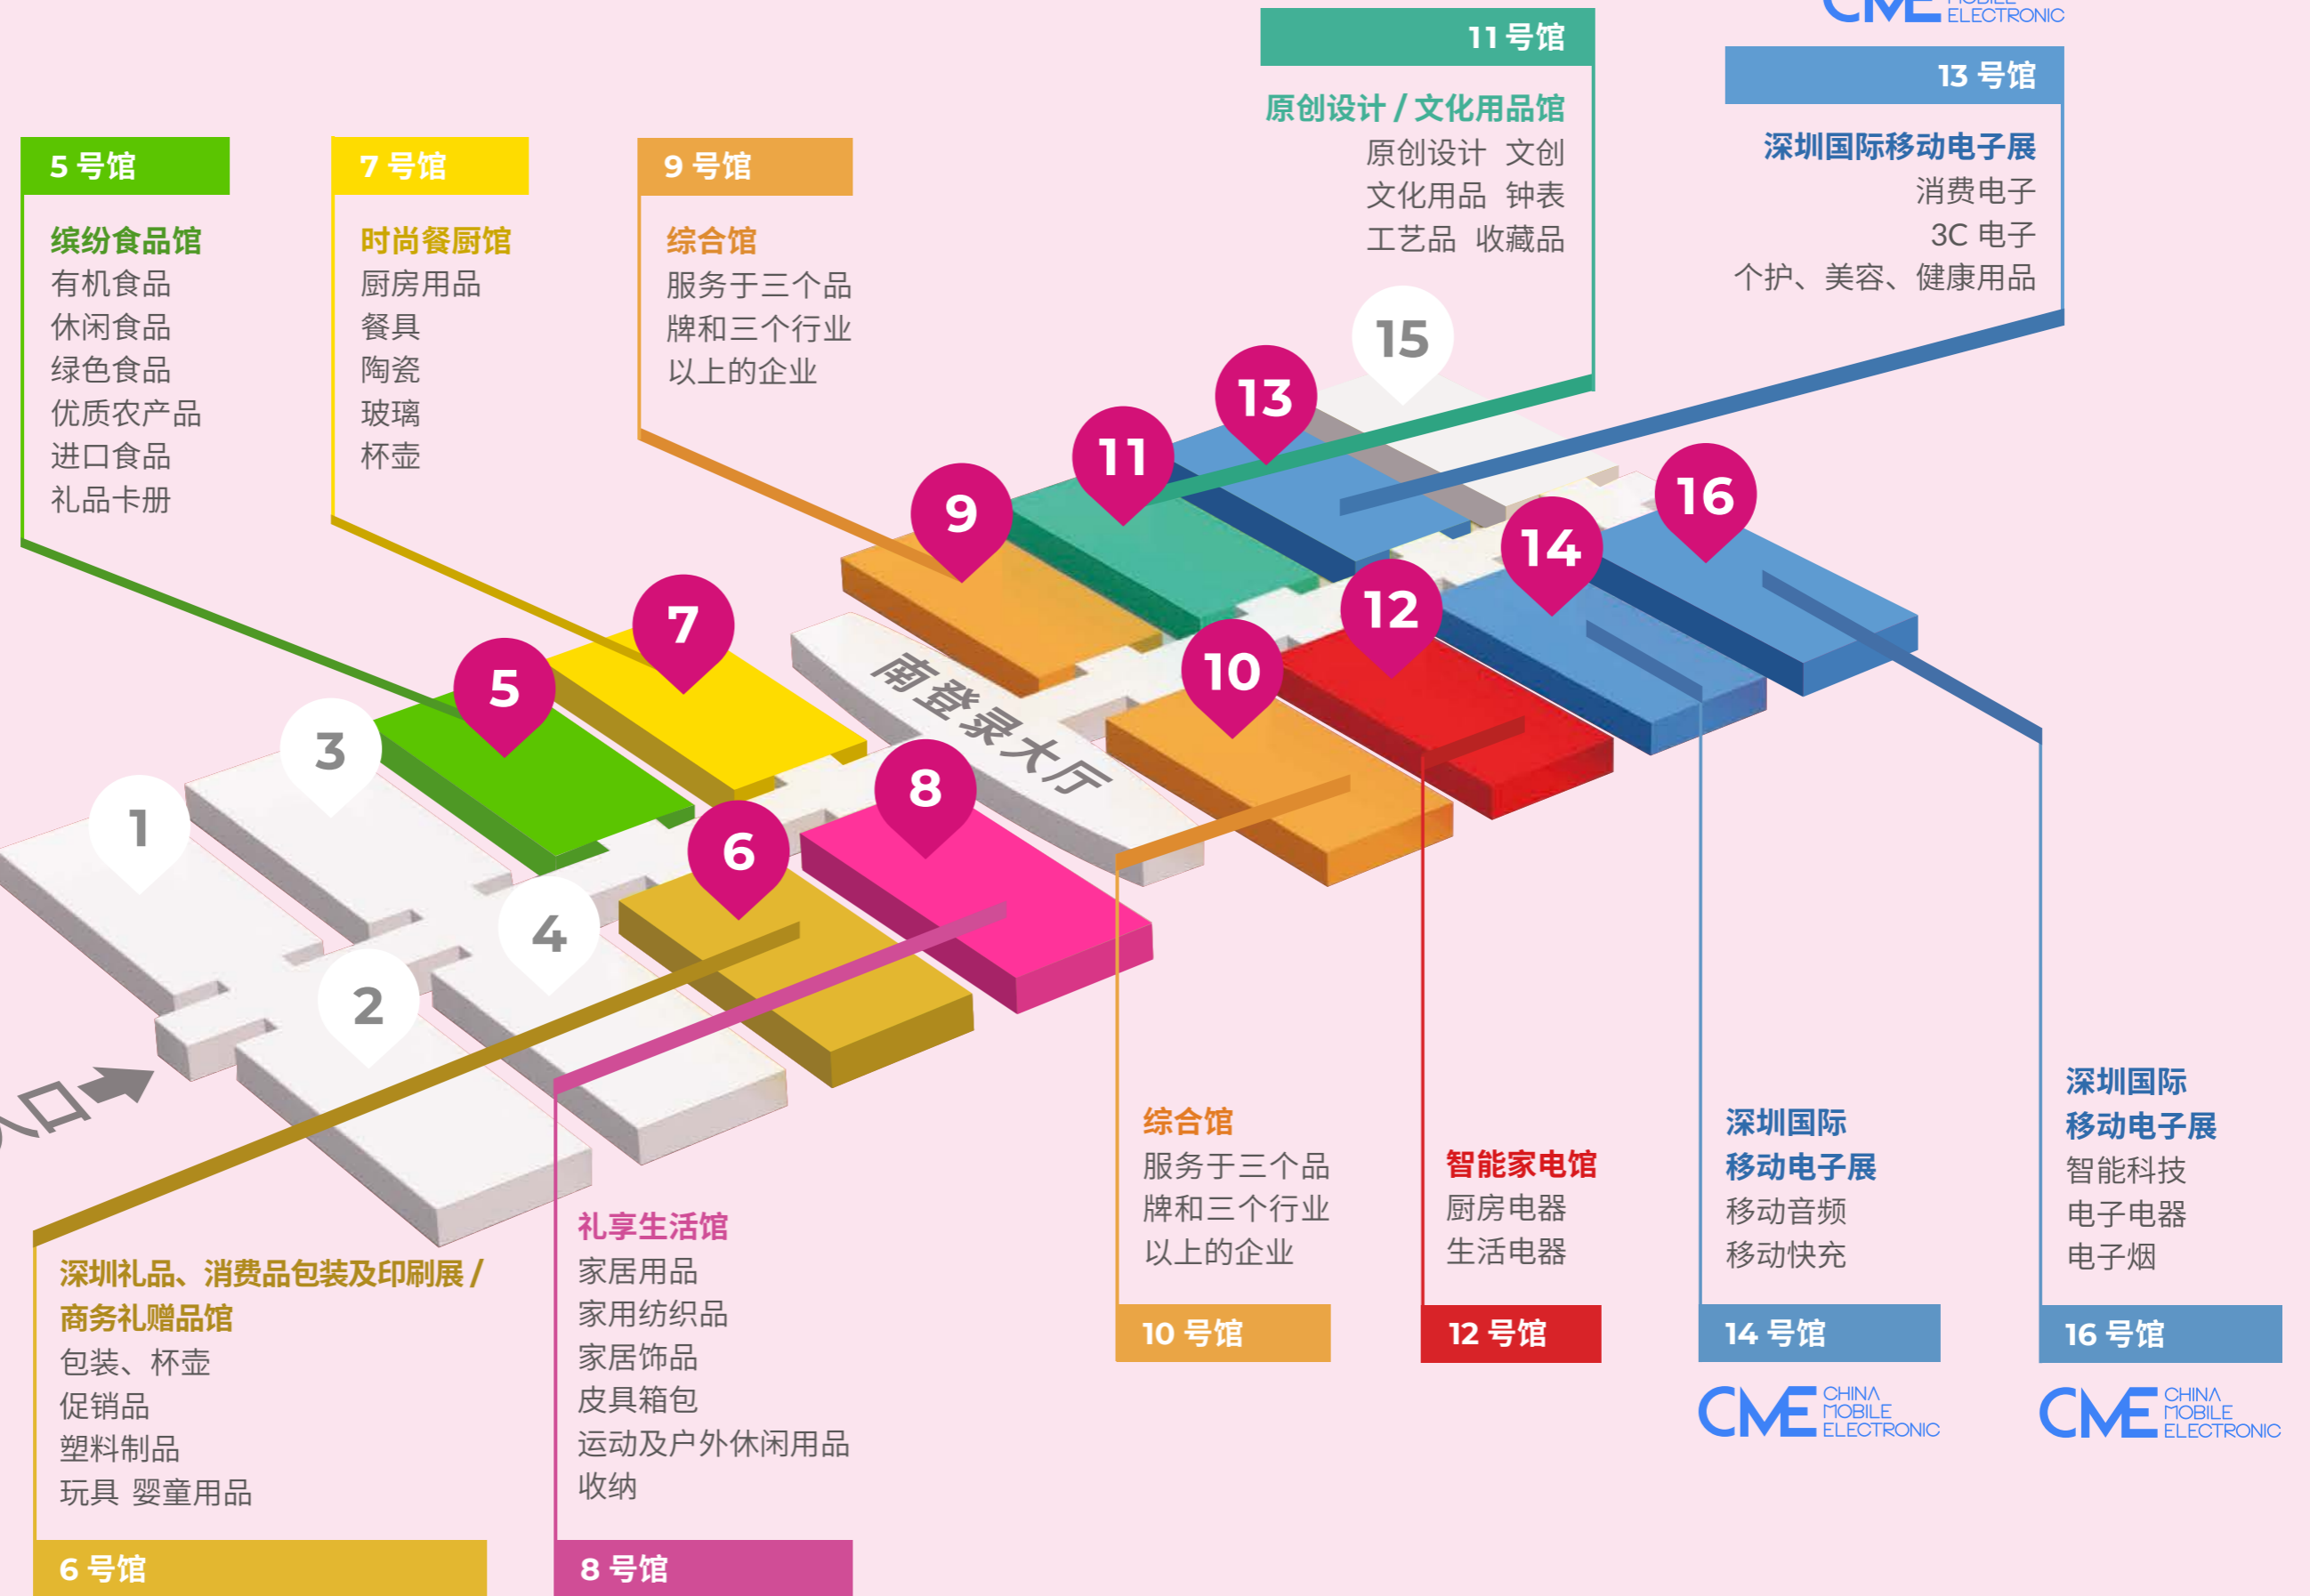 CME MOBILE
ELECTRONIC
11 号馆
原创设计 / 文化用品馆
原创设计 文创
文化用品 钟表
工艺品 收藏品
13 号馆
深圳国际移动电子展
消费电子
3C 电子
个护、美容、健康用品
5 号馆
缤纷食品馆
有机食品
休闲食品
绿色食品
优质农产品
进口食品
礼品卡册
7 号馆
时尚餐厨馆
厨房用品
餐具
陶瓷
玻璃
杯壶
9 号馆
综合馆
服务于三个品
牌和三个行业
以上的企业
15
13
11
9
16
14
12
10
7
5
3
1
8
6
4
2
南登录大厅
入口
深圳礼品、消费品包装及印刷展 /
商务礼赠品馆
包装、杯壶
促销品
塑料制品
玩具 婴童用品
6 号馆
礼享生活馆
家居用品
家用纺织品
家居饰品
皮具箱包
运动及户外休闲用品
收纳
8 号馆
综合馆
服务于三个品
牌和三个行业
以上的企业
10 号馆
智能家电馆
厨房电器
生活电器
12 号馆
深圳国际
移动电子展
移动音频
移动快充
14 号馆
CME CHINA
MOBILE
ELECTRONIC
深圳国际
移动电子展
智能科技
电子电器
电子烟
16 号馆
CME CHINA
MOBILE
ELECTRONIC